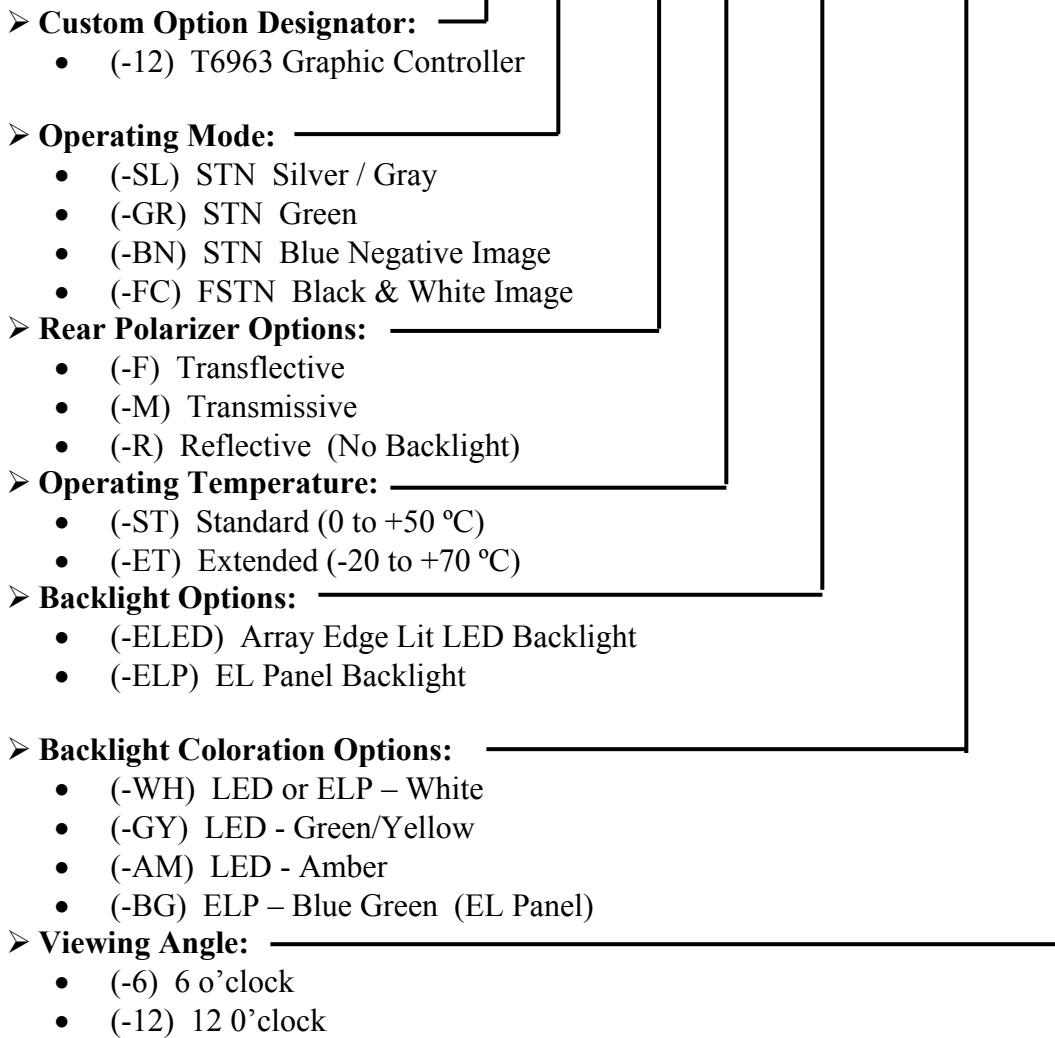 ➢ Custom Option Designator:
• (-12) T6963 Graphic Controller
➢ Operating Mode:
• (-SL) STN Silver / Gray
• (-GR) STN Green
• (-BN) STN Blue Negative Image
• (-FC) FSTN Black & White Image
➢ Rear Polarizer Options:
• (-F) Transflective
• (-M) Transmissive
• (-R) Reflective (No Backlight)
➢ Operating Temperature:
• (-ST) Standard (0 to +50 ºC)
• (-ET) Extended (-20 to +70 ºC)
➢ Backlight Options:
• (-ELED) Array Edge Lit LED Backlight
• (-ELP) EL Panel Backlight
➢ Backlight Coloration Options:
• (-WH) LED or ELP – White
• (-GY) LED - Green/Yellow
• (-AM) LED - Amber
• (-BG) ELP – Blue Green (EL Panel)
➢ Viewing Angle:
• (-6) 6 o’clock
• (-12) 12 0’clock